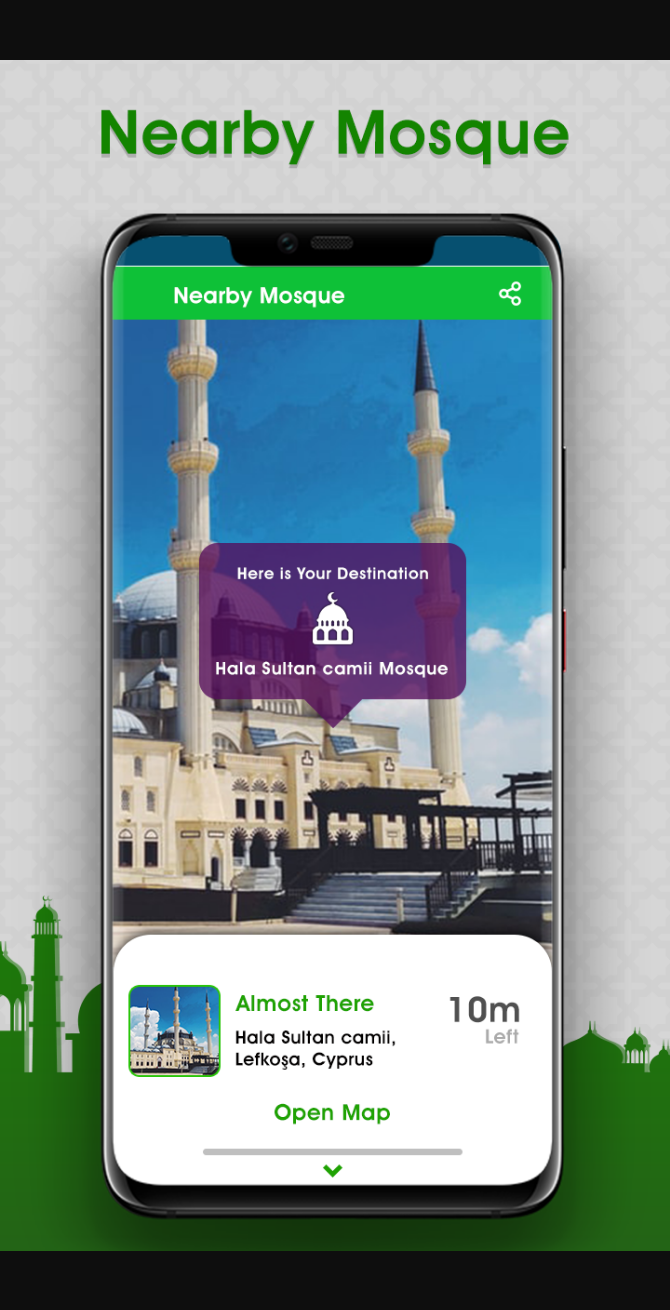 Nearby Mosque
Nearby Mosque
Here is Your Destination
Hala Sultan camii Mosque
Almost There
10m
Left
Hala Sultan camii,
Lefkoşa, Cyprus
Open Map